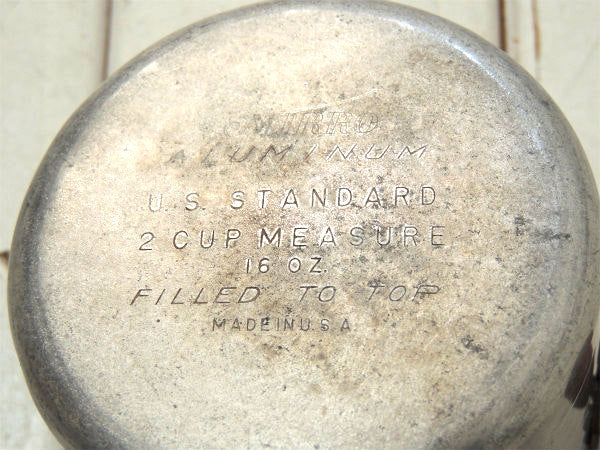 MIRRO
ALUMINUM
U.S. STANDARD
2 CUP MEASURE
16 OZ.
FILLED TO TOP
MADE IN U.S.A.